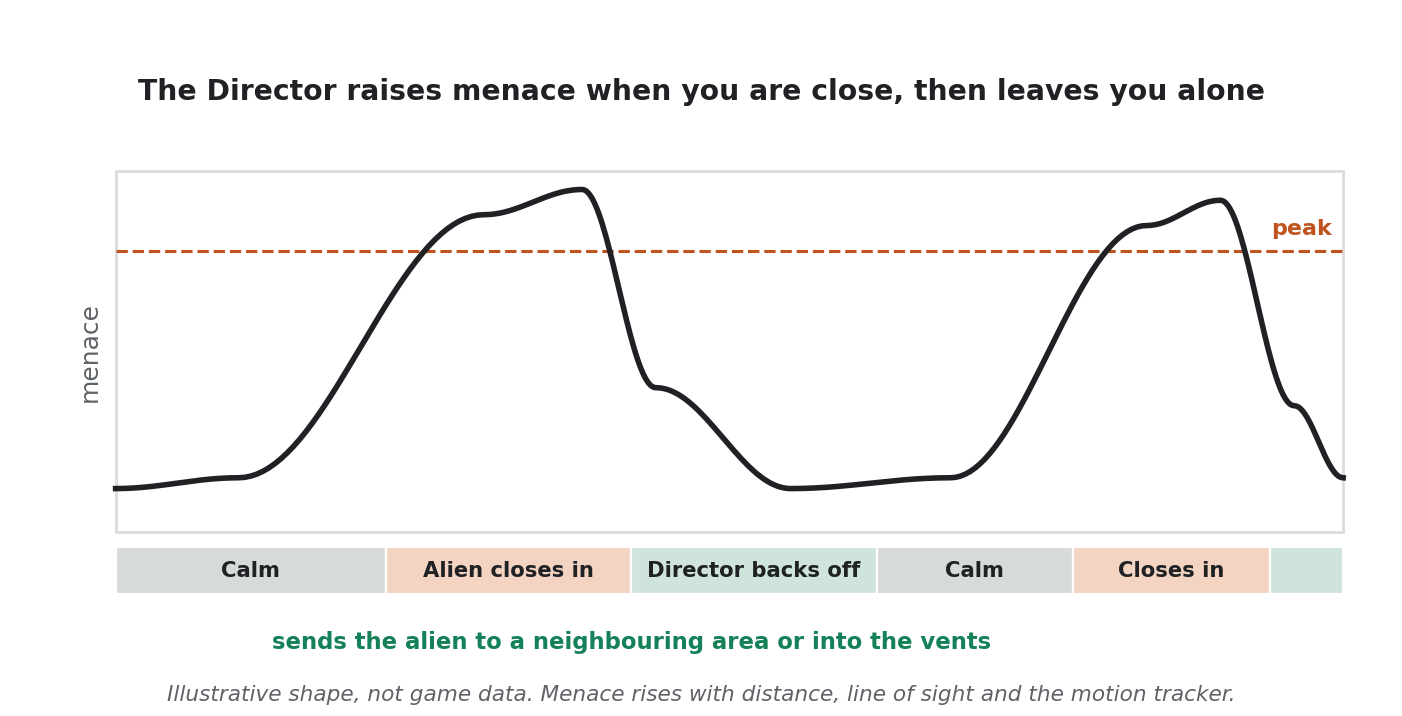 The Director raises menace when you are close, then leaves you alone
peak
menace
Calm
Alien closes in
Director backs off
Calm
Closes in
sends the alien to a neighbouring area or into the vents
Illustrative shape, not game data. Menace rises with distance, line of sight and the motion tracker.